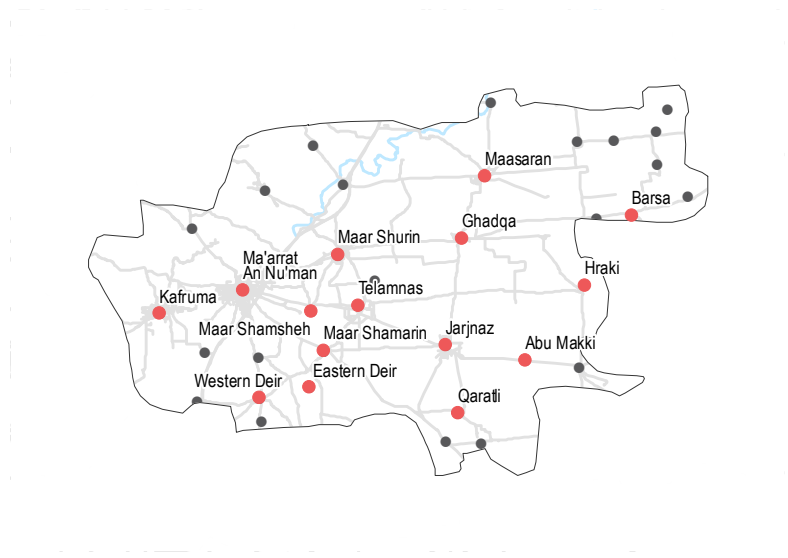 Maasaran
Barsa
Ghadqa
Maar Shurin
Ma'arrat
An Nu'man
Hraki
Telamnas
Kafruma
Maar Shamsheh
Maar Shamarin
Jarjnaz
Abu Makki
Eastern Deir
Western Deir
Qaratli